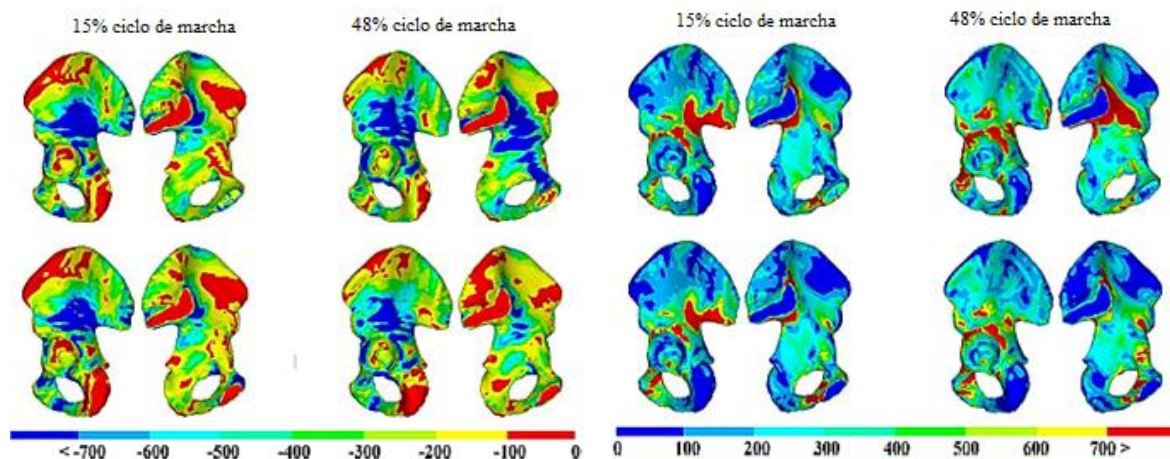 15% ciclo de marcha 48% ciclo de marcha 15% ciclo de marcha 48% ciclo de marcha
< -700 -600 -500 -400 -300 -200 -100 0 0 100 200 300 400 500 600 700 >